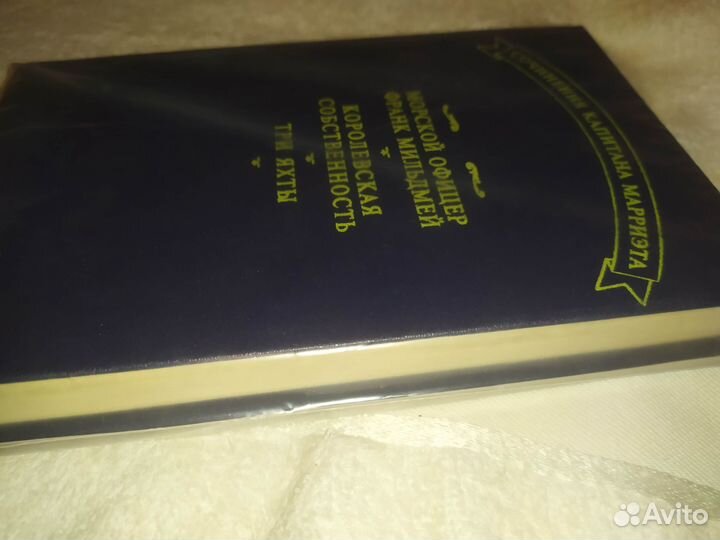 СОЧИНЕНИЯ КАПИТАНА МАРРИЭТА
МОРСКОЙ ОФИЦЕР
ФРАНК МИЛЬДМЕЙ
КОРОЛЕВСКАЯ
СОБСТВЕННОСТЬ
ТРИ ЯХТЫ
Avito